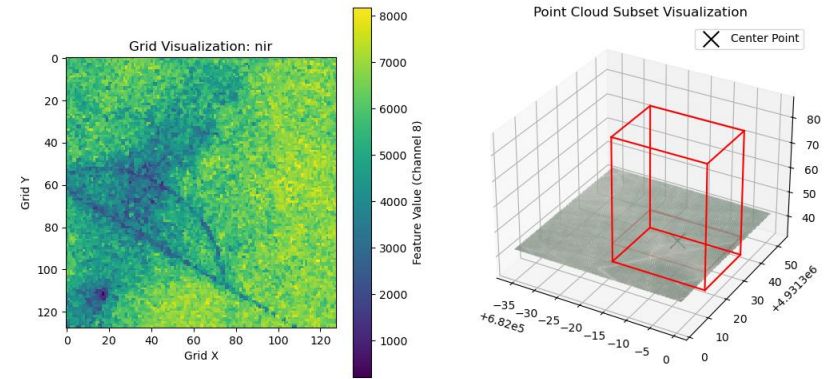 Grid Visualization: nir
0
20
40
60
80
100
120
Grid Y
0 20 40 60 80 100 120
Grid X
8000
7000
6000
5000
4000
3000
2000
1000
Feature Value (Channel 8)
Point Cloud Subset Visualization
Center Point
80
70
60
50
40
−35 −30 −25 −20 −15 −10 −5 0
+6.82e5
0 10 20 30 40 50
+4.9313e6